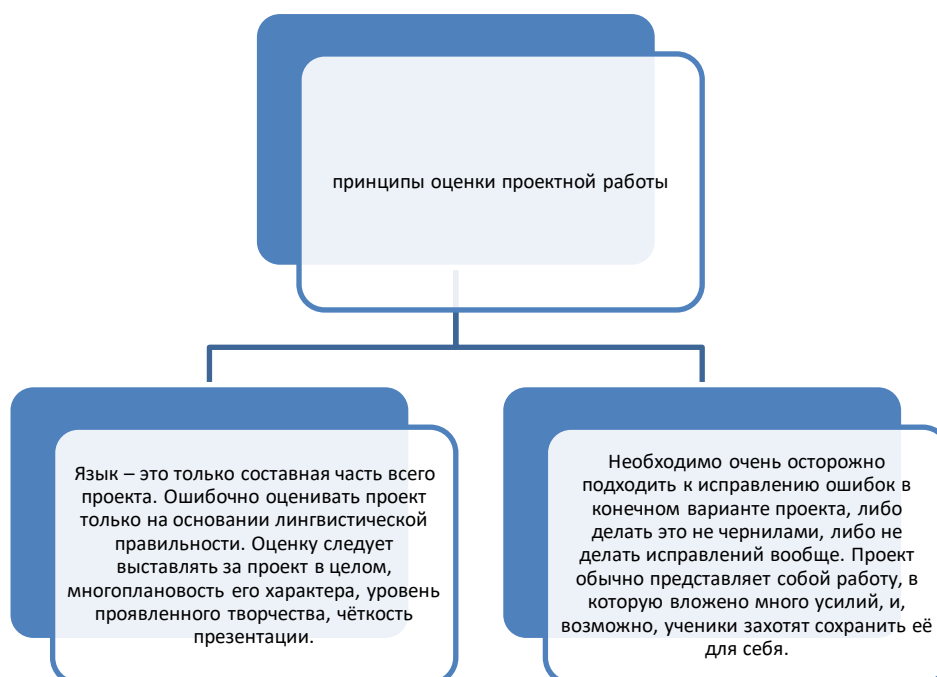 принципы оценки проектной работы
Язык – это только составная часть всего
проекта. Ошибочно оценивать проект
только на основании лингвистической
правильности. Оценку следует
выставлять за проект в целом,
многоплановость его характера, уровень
проявленного творчества, чёткость
презентации.
Необходимо очень осторожно
подходить к исправлению ошибок в
конечном варианте проекта, либо
делать это не чернилами, либо не
делать исправлений вообще. Проект
обычно представляет собой работу, в
которую вложено много усилий, и,
возможно, ученики захотят сохранить её
для себя.